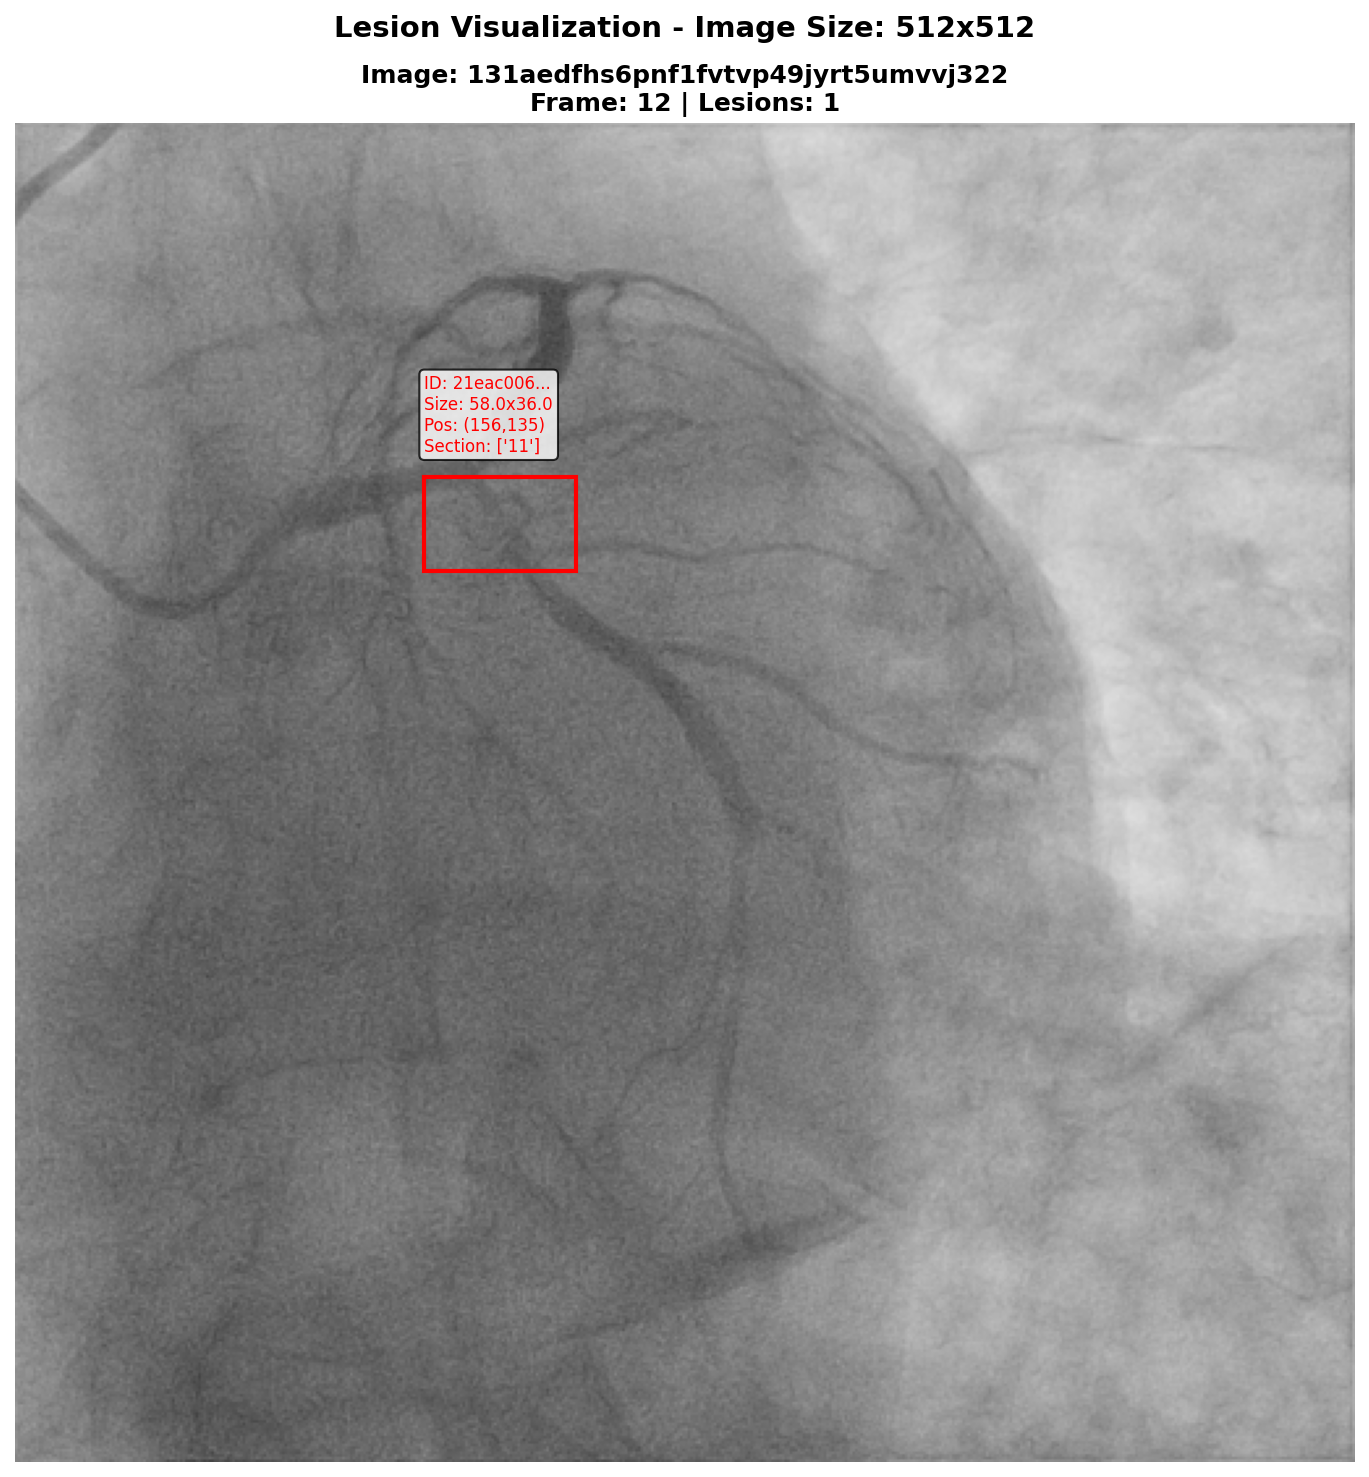 Lesion Visualization - Image Size: 512x512
Image: 131aedfhs6pnf1fvtvp49jyrt5umvvj322
Frame: 12 | Lesions: 1
ID: 21eac006...
Size: 58.0x36.0
Pos: (156,135)
Section: ['11']